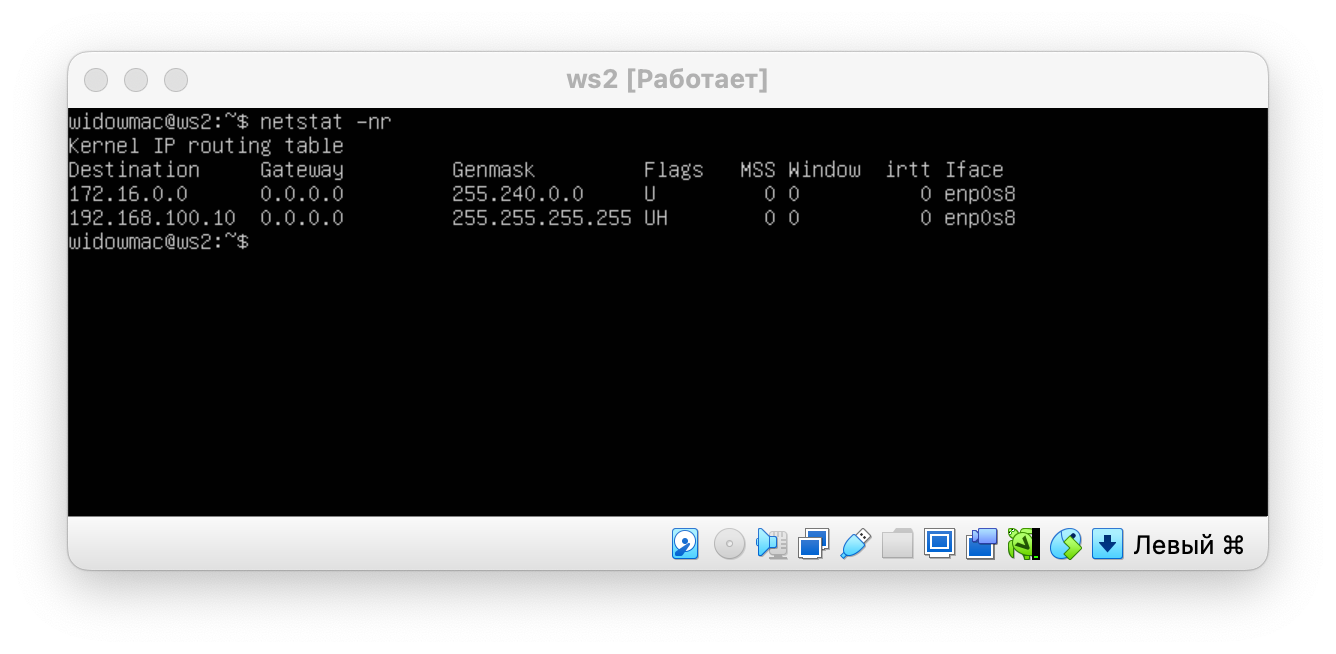 ws2 [Работает]
widowmac@ws2:~$ netstat -nr
Kernel IP routing table
Destination     Gateway         Genmask         Flags   MSS Window  irtt Iface
172.16.0.0      0.0.0.0         255.240.0.0     U         0 0          0 enp0s8
192.168.100.10  0.0.0.0         255.255.255.255 UH        0 0          0 enp0s8
widowmac@ws2:~$
Левый ⌘